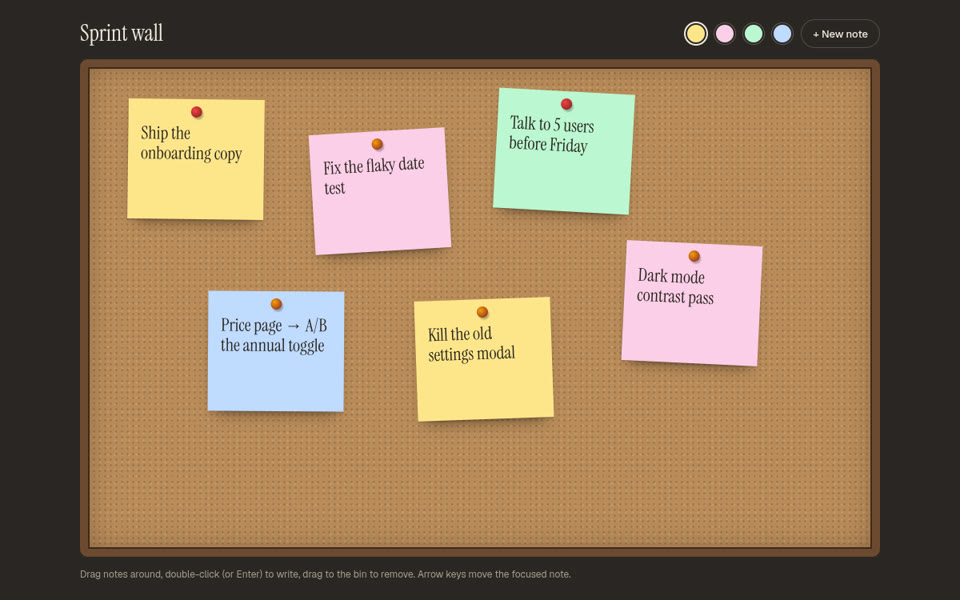 Sprint wall
+ New note
Ship the
onboarding copy
Fix the flaky date
test
Talk to 5 users
before Friday
Dark mode
contrast pass
Price page → A/B
the annual toggle
Kill the old
settings modal
Drag notes around, double-click (or Enter) to write, drag to the bin to remove. Arrow keys move the focused note.